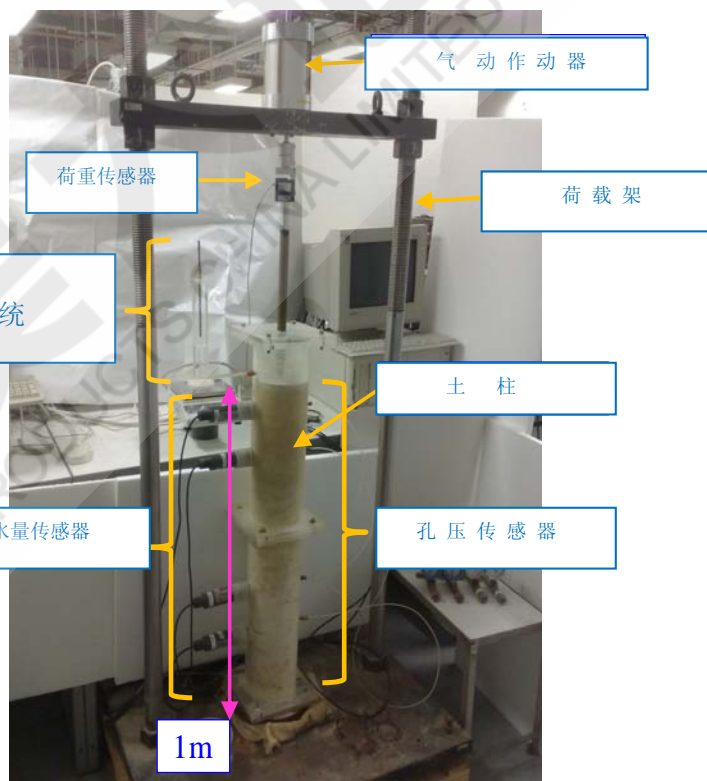 气 动 作 动 器
荷重传感器
荷 载 架
统
土 柱
水量传感器
孔 压 传 感 器
1m